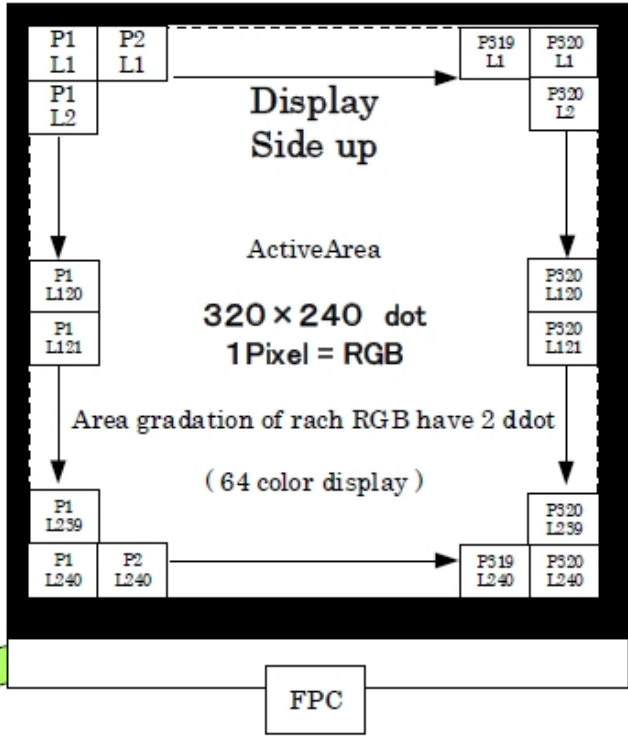 P1
L1
P2
L1
P319
L1
P320
L1
P1
L2
P320
L2
Display
Side up
ActiveArea
P1
L120
P320
L120
320×240 dot
P1
L121
P320
L121
1Pixel = RGB
Area gradation of rach RGB have 2 ddot
( 64 color display )
P1
L239
P320
L239
P1
L240
P2
L240
P319
L240
P320
L240
FPC